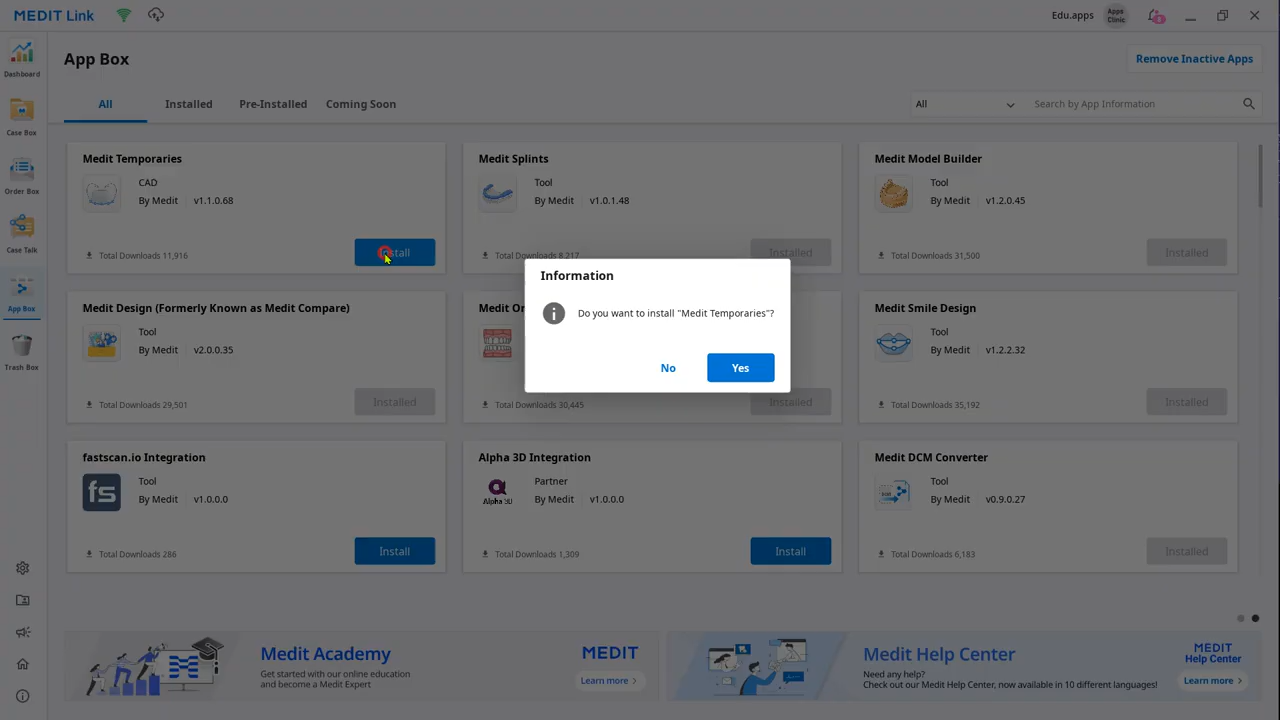 MEDIT Link
Edu.apps
Apps
Clinic
8
App Box
Remove Inactive Apps
All
Installed
Pre-Installed
Coming Soon
All
Search by App Information
Dashboard
Case Box
Order Box
Case Talk
App Box
Trash Box
Medit Temporaries
CAD
By Medit
v1.1.0.68
Total Downloads 11,916
Install
Medit Splints
Tool
By Medit
v1.0.1.48
Total Downloads 8,217
Installed
Medit Model Builder
Tool
By Medit
v1.2.0.45
Total Downloads 31,500
Installed
Information
Do you want to install "Medit Temporaries"?
No
Yes
Medit Design (Formerly Known as Medit Compare)
Tool
By Medit
v2.0.0.35
Total Downloads 29,501
Installed
Medit
Total Downloads 30,445
Installed
Medit Smile Design
Tool
By Medit
v1.2.2.32
Total Downloads 35,192
Installed
fastscan.io Integration
fs
Tool
By Medit
v1.0.0.0
Total Downloads 286
Install
Alpha 3D Integration
Alpha 3D
Partner
By Medit
v1.0.0.0
Total Downloads 1,309
Install
Medit DCM Converter
Tool
By Medit
v0.9.0.27
Total Downloads 6,183
Installed
Medit Academy
Get started with our online education
and become a Medit Expert
MEDIT
Learn more >
Medit Help Center
Need any help?
Check out our Medit Help Center, now available in 10 different languages!
MEDIT
Help Center
Learn more >